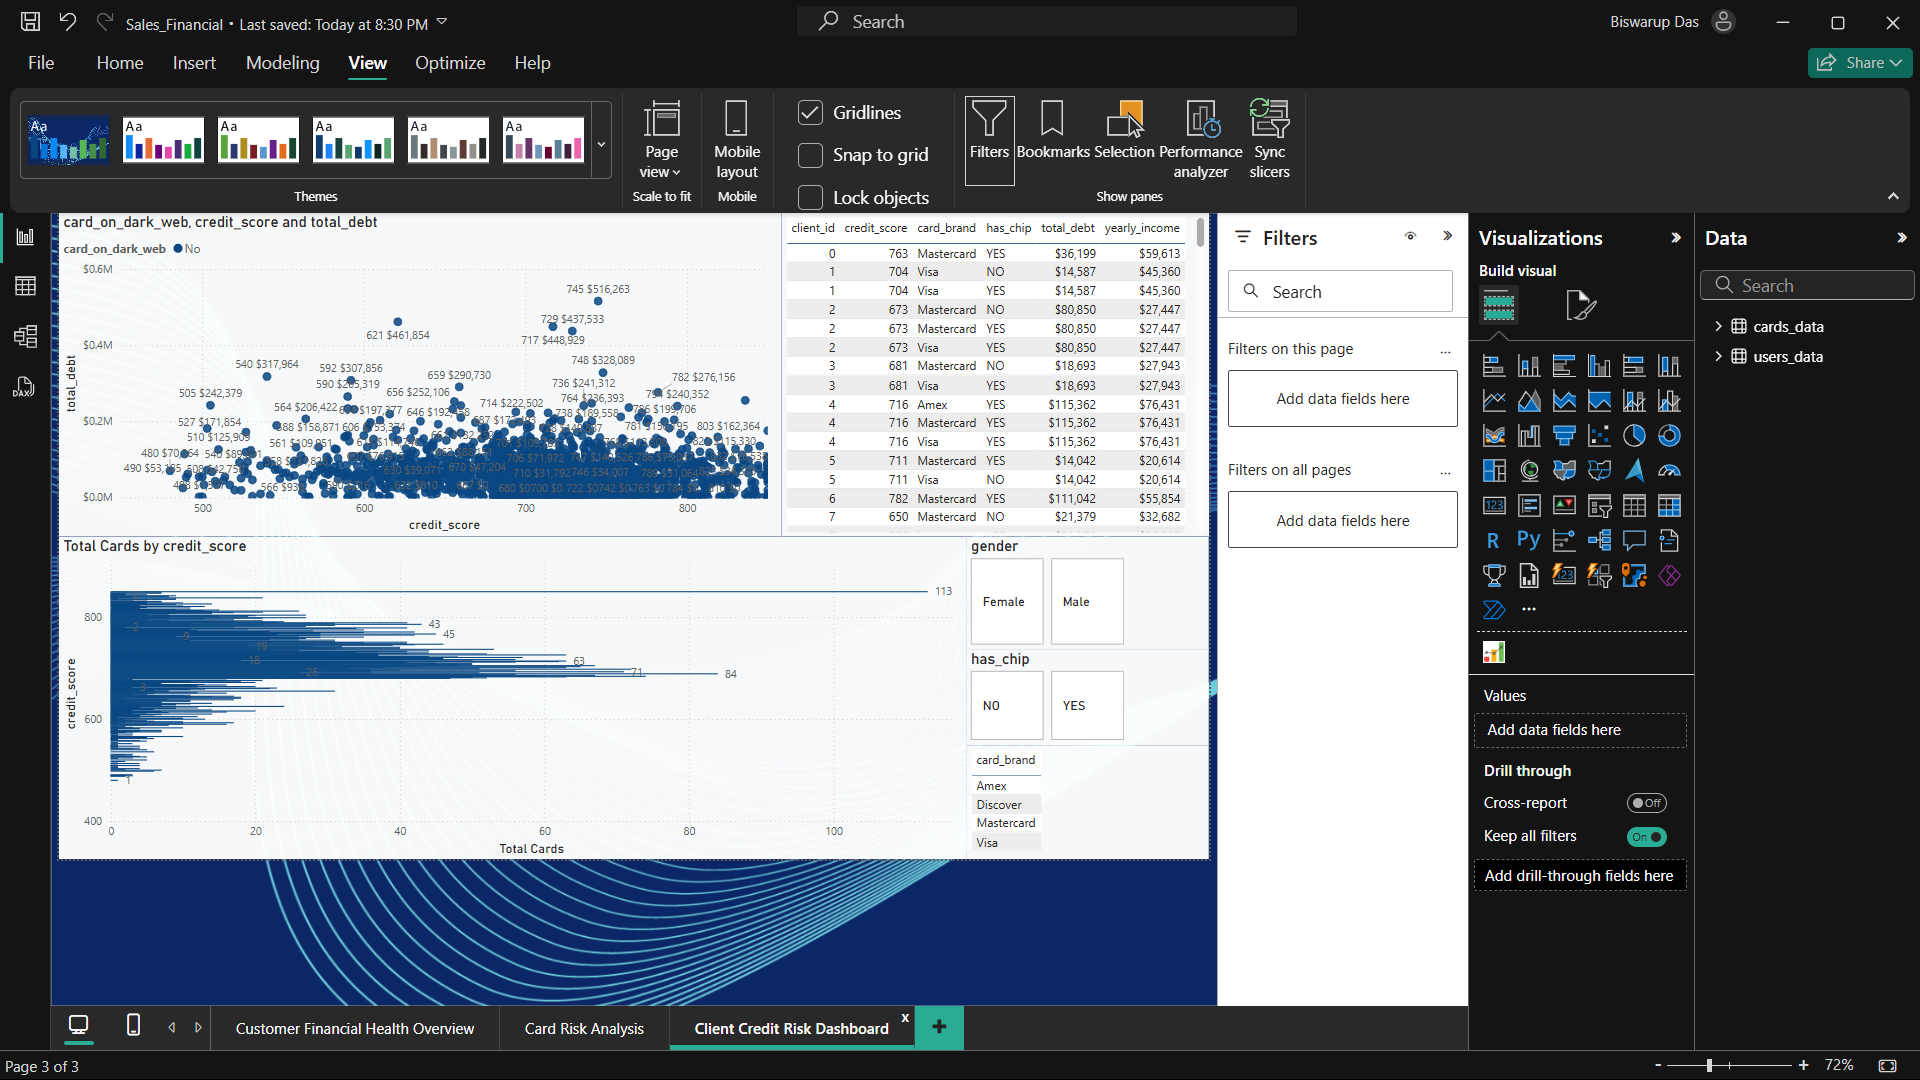 Sales_Financial • Last saved: Today at 8:30 PM
Search
Biswarup Das
File
Home
Insert
Modeling
View
Optimize
Help
Share
Aa
Aa
Aa
Aa
Aa
Aa
Themes
Page view
Scale to fit
Mobile layout
Mobile
Gridlines
Snap to grid
Lock objects
Filters
Bookmarks
Selection
Performance analyzer
Sync slicers
Show panes
card_on_dark_web, credit_score and total_debt
card_on_dark_web No
$0.6M
$0.4M
$0.2M
$0.0M
total_debt
745 $516,263
729 $437,533
621 $461,854
717 $448,929
540 $317,964
592 $307,856
748 $328,089
659 $290,730
782 $276,156
736 $241,312
505 $242,379
656 $252,106
764 $236,393
714 $222,502
564 $206,422
527 $171,854
738 $189,558
803 $162,364
510 $125,909
561 $109,951
500
600
700
800
credit_score
client_id credit_score card_brand has_chip total_debt yearly_income
0 763 Mastercard YES $36,199 $59,613
1 704 Visa NO $14,587 $45,360
1 704 Visa YES $14,587 $45,360
2 673 Mastercard NO $80,850 $27,447
2 673 Mastercard YES $80,850 $27,447
2 673 Visa YES $80,850 $27,447
3 681 Mastercard NO $18,693 $27,943
3 681 Visa YES $18,693 $27,943
4 716 Amex YES $115,362 $76,431
4 716 Mastercard YES $115,362 $76,431
4 716 Visa YES $115,362 $76,431
5 711 Mastercard YES $14,042 $20,614
5 711 Visa NO $14,042 $20,614
6 782 Mastercard YES $111,042 $55,854
7 650 Mastercard NO $21,379 $32,682
Total Cards by credit_score
800
600
400
credit_score
113
43
45
63
71
84
2
9
19
18
26
3
1
0
20
40
60
80
100
Total Cards
gender
Female
Male
has_chip
NO
YES
card_brand
Amex
Discover
Mastercard
Visa
Filters
Search
Filters on this page
...
Add data fields here
Filters on all pages
...
Add data fields here
Visualizations
Build visual
123
R
Py
123
...
Values
Add data fields here
Drill through
Cross-report
Off
Keep all filters
On
Add drill-through fields here
Data
Search
cards_data
users_data
DAX
Customer Financial Health Overview
Card Risk Analysis
Client Credit Risk Dashboard
x
+
Page 3 of 3
-
+
72%